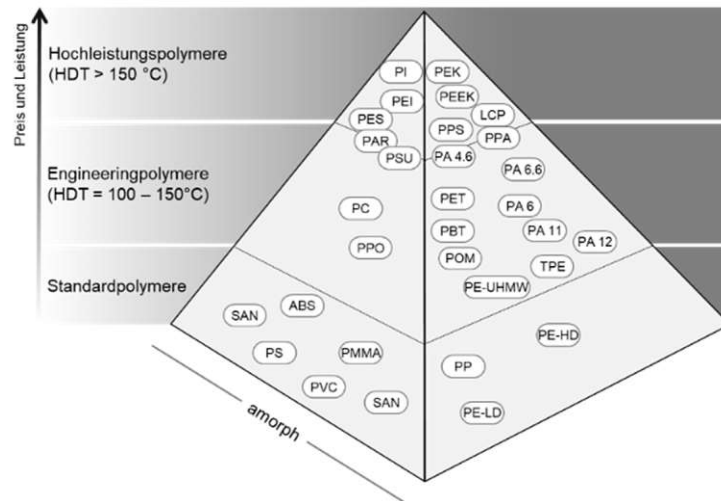 Preis und Leistung
Hochleistungspolymere
(HDT > 150 °C)
Engineeringpolymere
(HDT = 100 – 150°C)
Standardpolymere
PI
PEK
PEI
PEEK
PES
LCP
PAR
PPS
PPA
PSU
PA 4.6
PA 6.6
PC
PET
PA 6
PPO
PBT
PA 11
PA 12
POM
TPE
PE-UHMW
SAN
ABS
PS
PMMA
PVC
SAN
PE-HD
PP
PE-LD
amorph